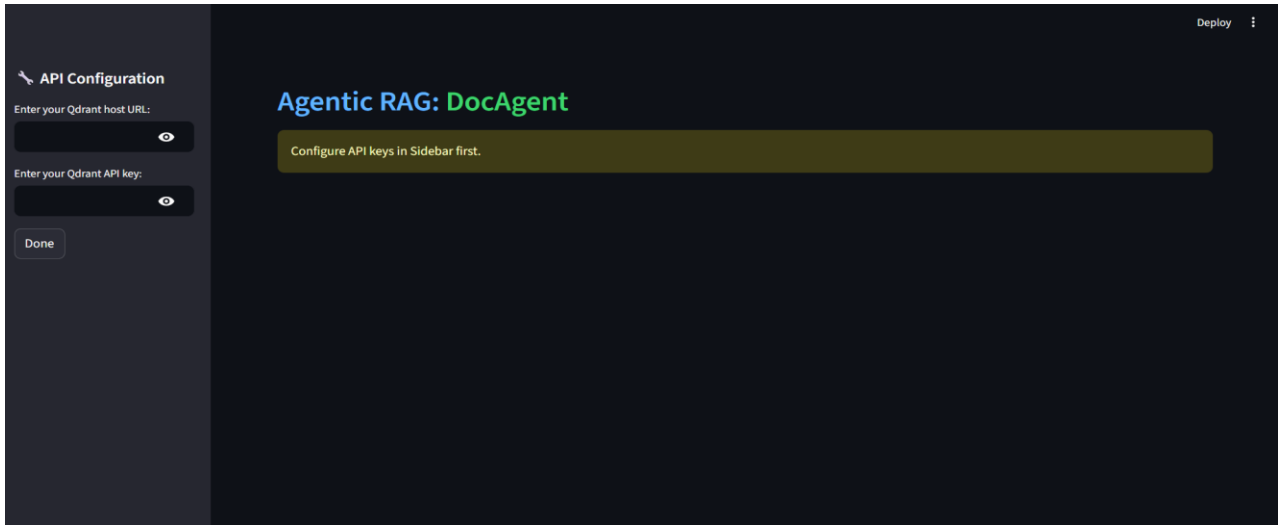 Deploy
API Configuration
Enter your Qdrant host URL:
Enter your Qdrant API key:
Done
Agentic RAG: DocAgent
Configure API keys in Sidebar first.